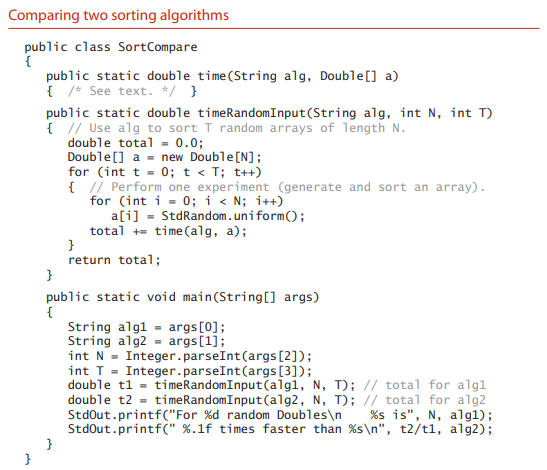 Comparing two sorting algorithms
public class SortCompare
{
   public static double time(String alg, Double[] a)
   {  /* See text. */  }
   public static double timeRandomInput(String alg, int N, int T)
   {  // Use alg to sort T random arrays of length N.
      double total = 0.0;
      Double[] a = new Double[N];
      for (int t = 0; t < T; t++)
      {  // Perform one experiment (generate and sort an array).
         for (int i = 0; i < N; i++)
            a[i] = StdRandom.uniform();
         total += time(alg, a);
      }
      return total;
   }
   public static void main(String[] args)
   {
      String alg1 = args[0];
      String alg2 = args[1];
      int N = Integer.parseInt(args[2]);
      int T = Integer.parseInt(args[3]);
      double t1 = timeRandomInput(alg1, N, T); // total for alg1
      double t2 = timeRandomInput(alg2, N, T); // total for alg2
      StdOut.printf("For %d random Doubles\n    %s is", N, alg1);
      StdOut.printf(" %.1f times faster than %s\n", t2/t1, alg2);
   }
}